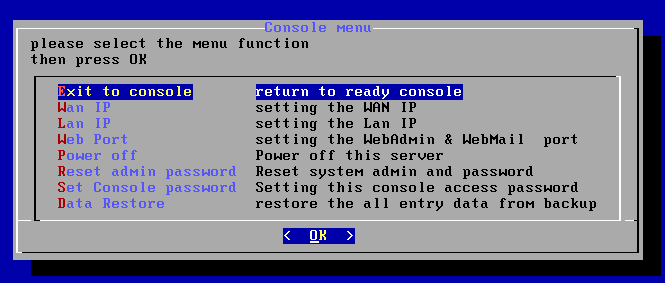 Console menu
please select the menu function
then press OK
Exit to console return to ready console
Wan IP setting the WAN IP
Lan IP setting the Lan IP
Web Port setting the WebAdmin & WebMail port
Power off Power off this server
Reset admin password Reset system admin and password
Set Console password Setting this console access password
Data Restore restore the all entry data from backup
< OK >